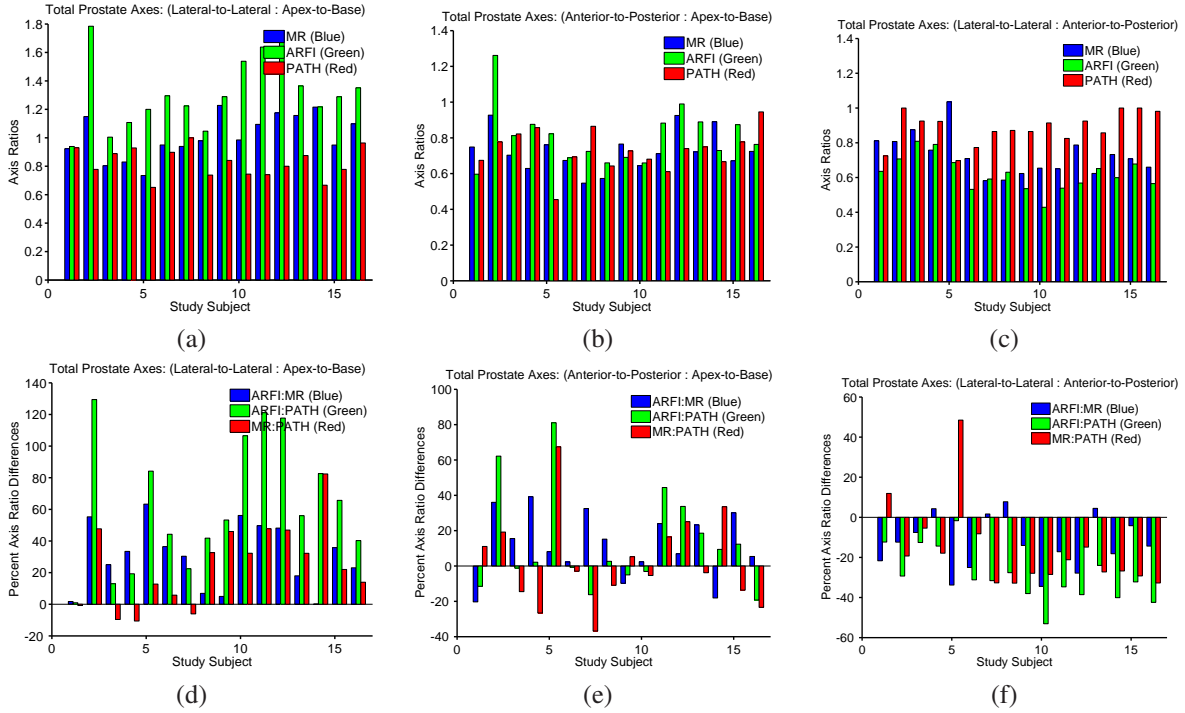 Total Prostate Axes: (Lateral-to-Lateral : Apex-to-Base)
1.8
1.6
1.4
1.2
1
0.8
0.6
0.4
0.2
0
Axis Ratios
MR (Blue)
ARFI (Green)
PATH (Red)
0 5 10 15
Study Subject
(a)
Total Prostate Axes: (Anterior-to-Posterior : Apex-to-Base)
1.4
1.2
1
0.8
0.6
0.4
0.2
0
Axis Ratios
MR (Blue)
ARFI (Green)
PATH (Red)
0 5 10 15
Study Subject
(b)
Total Prostate Axes: (Lateral-to-Lateral : Anterior-to-Posterior)
1.4
1.2
1
0.8
0.6
0.4
0.2
0
Axis Ratios
MR (Blue)
ARFI (Green)
PATH (Red)
0 5 10 15
Study Subject
(c)
Total Prostate Axes: (Lateral-to-Lateral : Apex-to-Base)
140
120
100
80
60
40
20
0
-20
Percent Axis Ratio Differences
ARFI:MR (Blue)
ARFI:PATH (Green)
MR:PATH (Red)
0 5 10 15
Study Subject
(d)
Total Prostate Axes: (Anterior-to-Posterior : Apex-to-Base)
100
80
60
40
20
0
-20
-40
Percent Axis Ratio Differences
ARFI:MR (Blue)
ARFI:PATH (Green)
MR:PATH (Red)
0 5 10 15
Study Subject
(e)
Total Prostate Axes: (Lateral-to-Lateral : Anterior-to-Posterior)
60
40
20
0
-20
-40
-60
Percent Axis Ratio Differences
ARFI:MR (Blue)
ARFI:PATH (Green)
MR:PATH (Red)
0 5 10 15
Study Subject
(f)